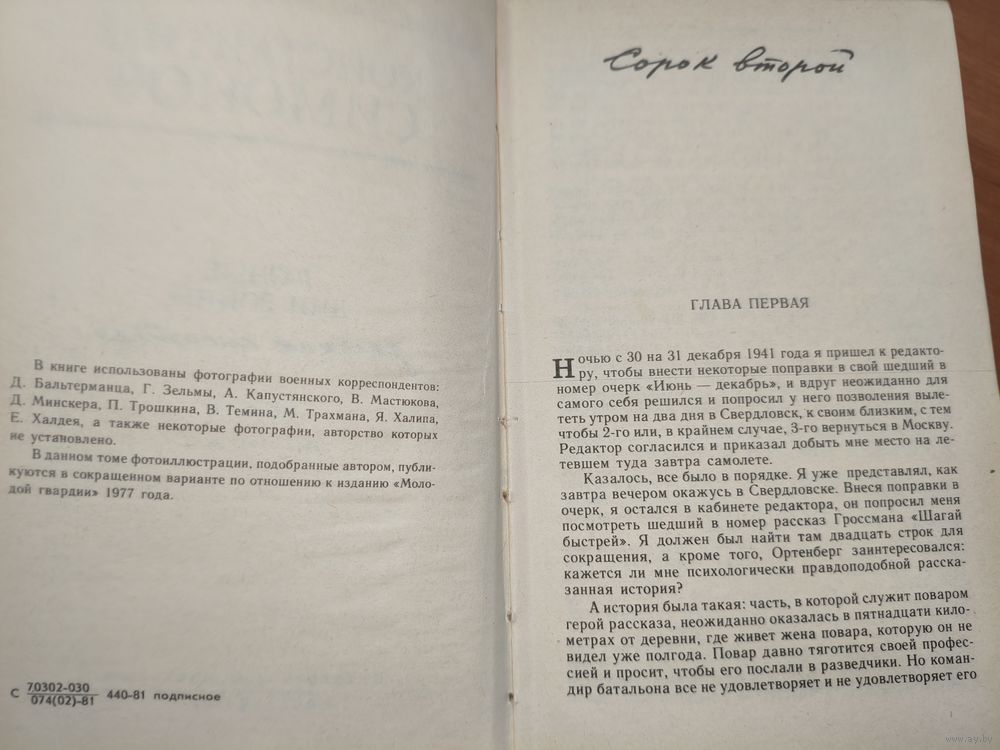 В книге использованы фотографии военных корреспондентов:
Д. Бальтерманца, Г. Зельмы, А. Капустянского, В. Мастюкова,
Д. Минскера, П. Трошкина, В. Темина, М. Трахмана, Я. Халипа,
Е. Халдея, а также некоторые фотографии, авторство которых
не установлено.
В данном томе фотоиллюстрации, подобранные автором, публи-
куются в сокращенном варианте по отношению к изданию «Моло-
дой гвардии» 1977 года.
С 70302-030
074(02)-81 440-81 подписное
Сорок второй
ГЛАВА ПЕРВАЯ
Ночью с 30 на 31 декабря 1941 года я пришел к редакто-
ру, чтобы внести некоторые поправки в свой шедший в
номер очерк «Июнь — декабрь», и вдруг неожиданно для
самого себя решился и попросил у него позволения выле-
теть утром на два дня в Свердловск, к своим близким, с тем
чтобы 2-го или, в крайнем случае, 3-го вернуться в Москву.
Редактор согласился и приказал добыть мне место на ле-
тевшем туда завтра самолете.
Казалось, все было в порядке. Я уже представлял, как
завтра вечером окажусь в Свердловске. Внеся поправки в
очерк, я остался в кабинете редактора, он попросил меня
посмотреть шедший в номер рассказ Гроссмана «Шагай
быстрей». Я должен был найти там двадцать строк для
сокращения, а кроме того, Ортенберг заинтересовался:
кажется ли мне психологически правдоподобной расска-
занная история?
А история была такая: часть, в которой служит поваром
герой рассказа, неожиданно оказалась в пятнадцати кило-
метрах от деревни, где живет жена повара, которую он не
видел уже полгода. Повар давно тяготится своей профес-
сией и просит, чтобы его послали в разведчики. Но коман-
дир батальона все не удовлетворяет и не удовлетворяет его
www.ay.by